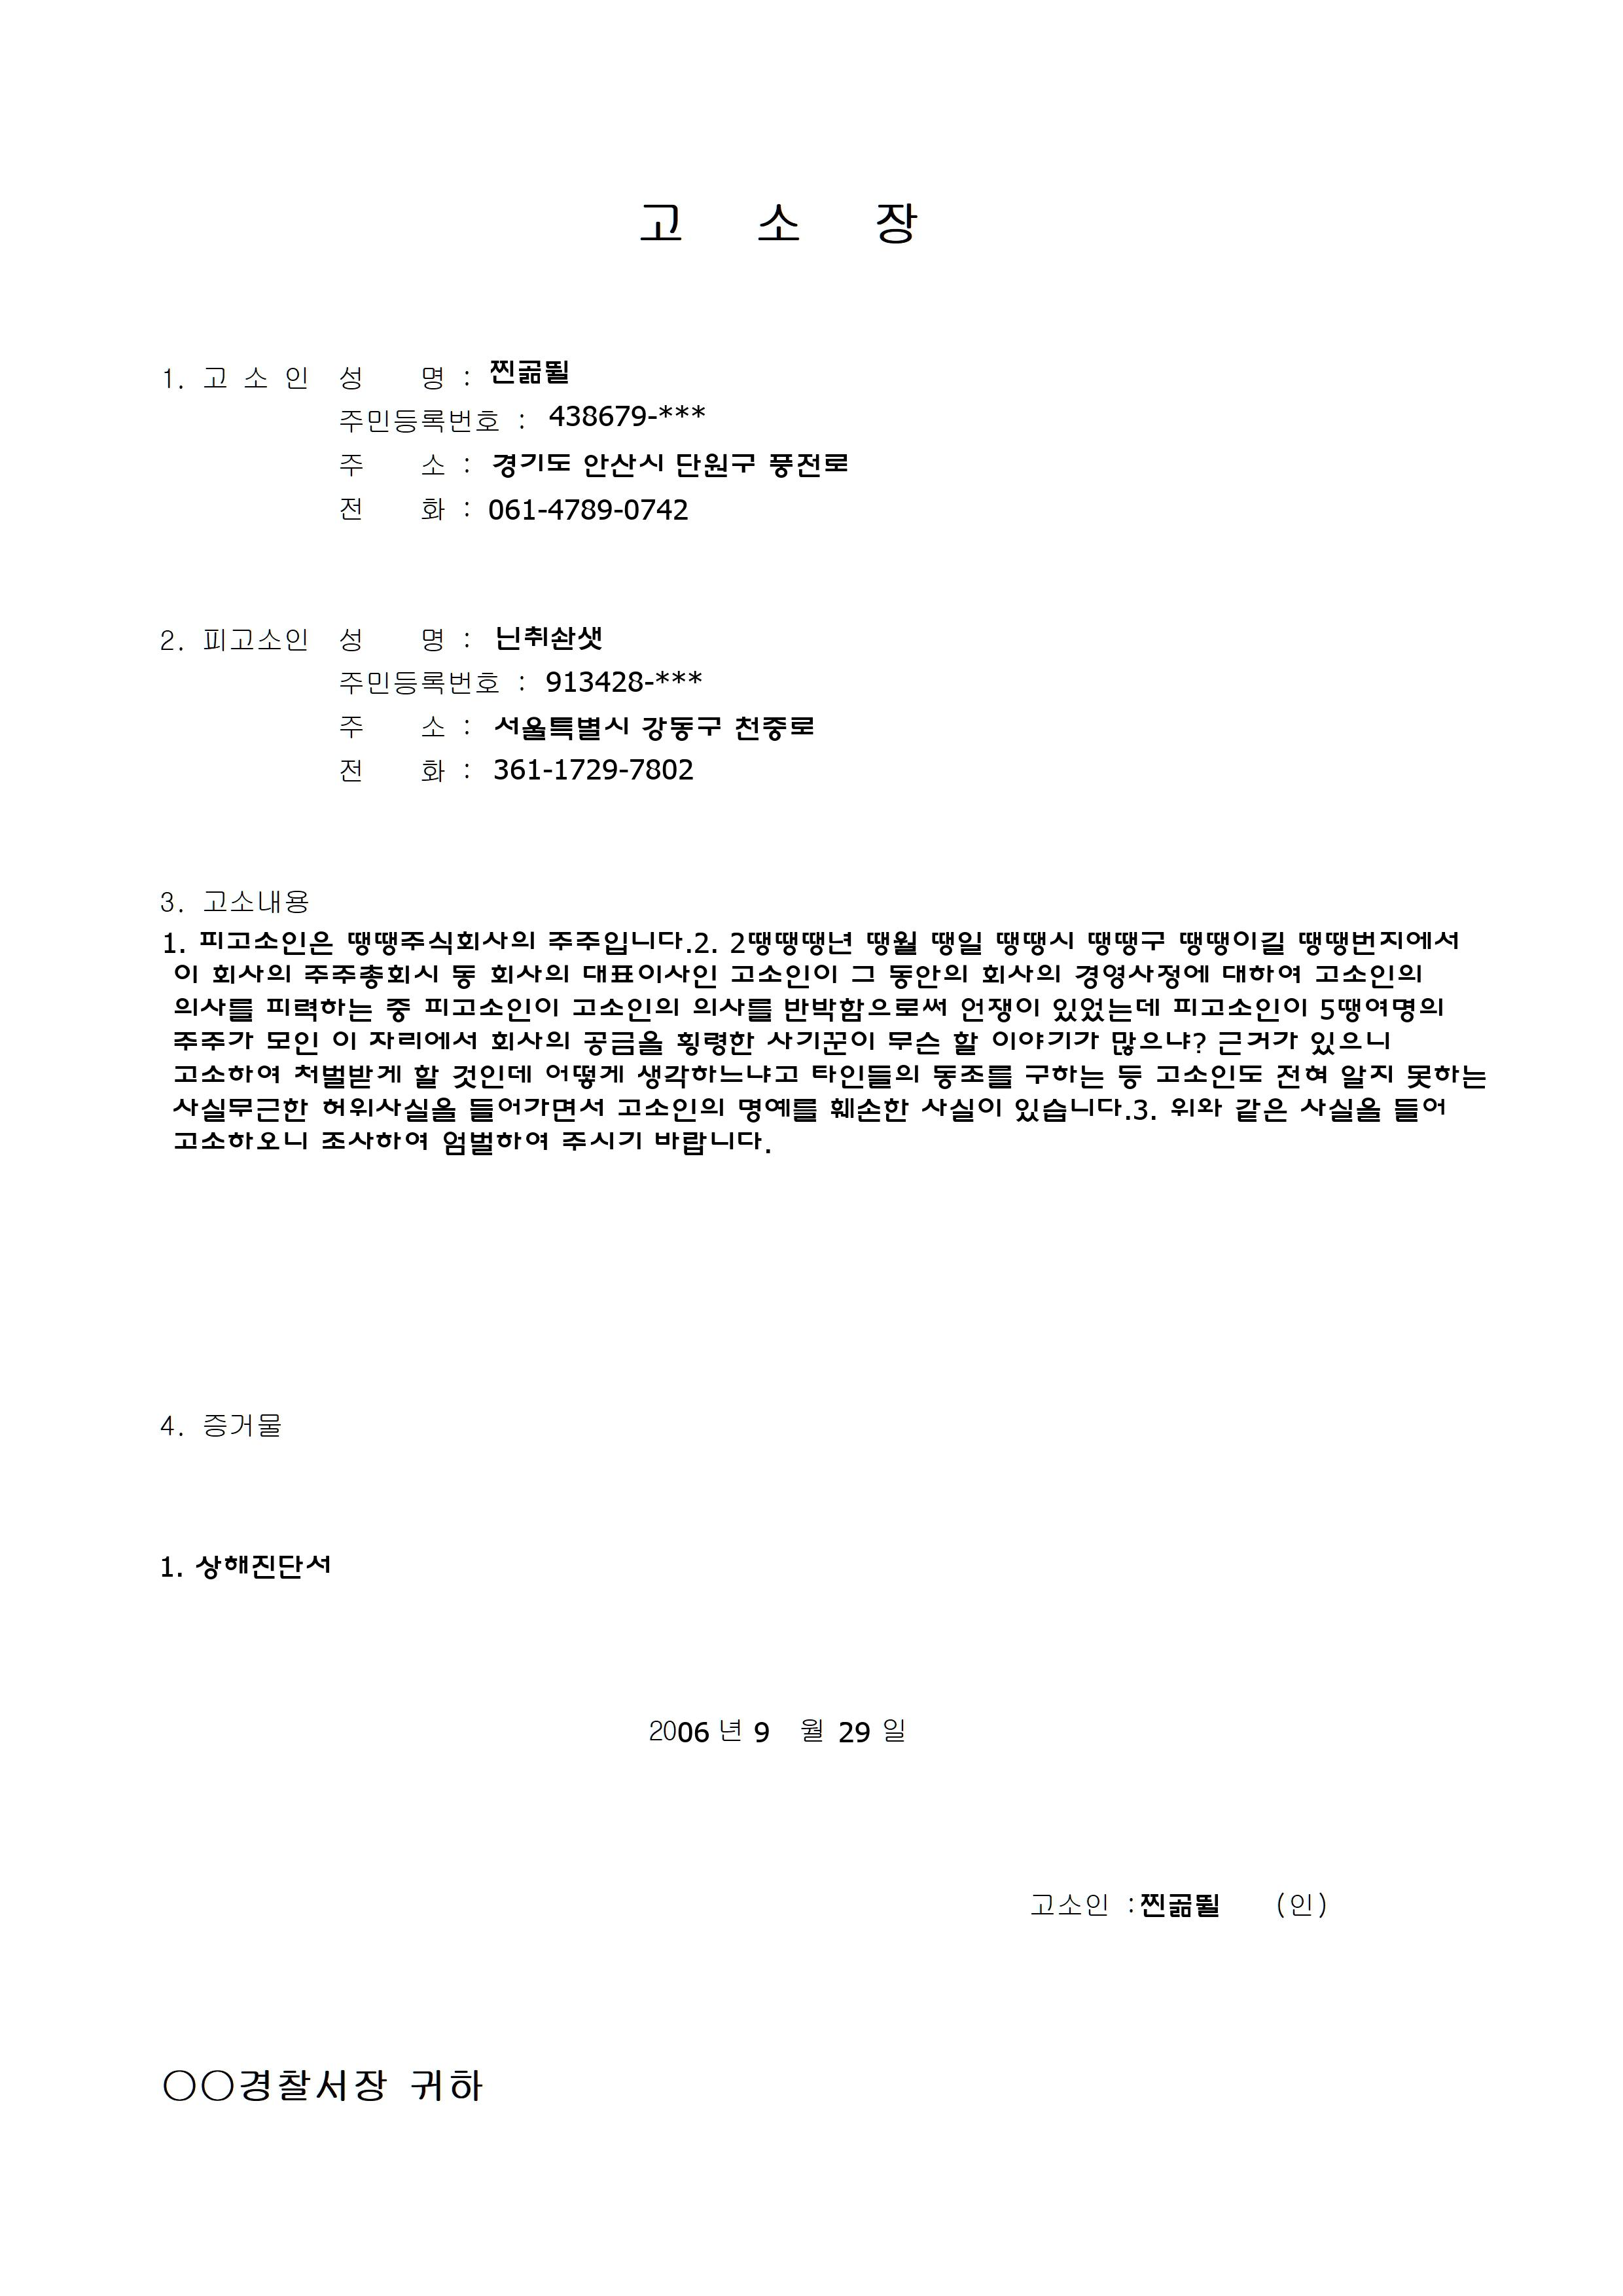 고 소 장
1. 고 소 인 성 명 : 찐곪뛸
주민등록번호 : 438679-***
주 소 : 경기도 안산시 단원구 풍전로
전 화 : 061-4789-0742
2. 피고소인 성 명 : 닌취솬샛
주민등록번호 : 913428-***
주 소 : 서울특별시 강동구 천중로
전 화 : 361-1729-7802
3. 고소내용
1. 피고소인은 땡땡주식회사의 주주입니다.2. 2땡땡땡년 땡월 땡일 땡땡시 땡땡구 땡땡이길 땡땡번지에서
이 회사의 주주총회시 동 회사의 대표이사인 고소인이 그 동안의 회사의 경영사정에 대하여 고소인의
의사를 피력하는 중 피고소인이 고소인의 의사를 반박함으로써 언쟁이 있었는데 피고소인이 5땡여명의
주주가 모인 이 자리에서 회사의 공금을 횡령한 사기꾼이 무슨 할 이야기가 많으냐? 근거가 있으니
고소하여 처벌받게 할 것인데 어떻게 생각하느냐고 타인들의 동조를 구하는 등 고소인도 전혀 알지 못하는
사실무근한 허위사실을 들어가면서 고소인의 명예를 훼손한 사실이 있습니다.3. 위와 같은 사실을 들어
고소하오니 조사하여 엄벌하여 주시기 바랍니다.
4. 증거물
1. 상해진단서
2006 년 9 월 29 일
고소인 :찐곪뛸 (인)
○○경찰서장 귀하